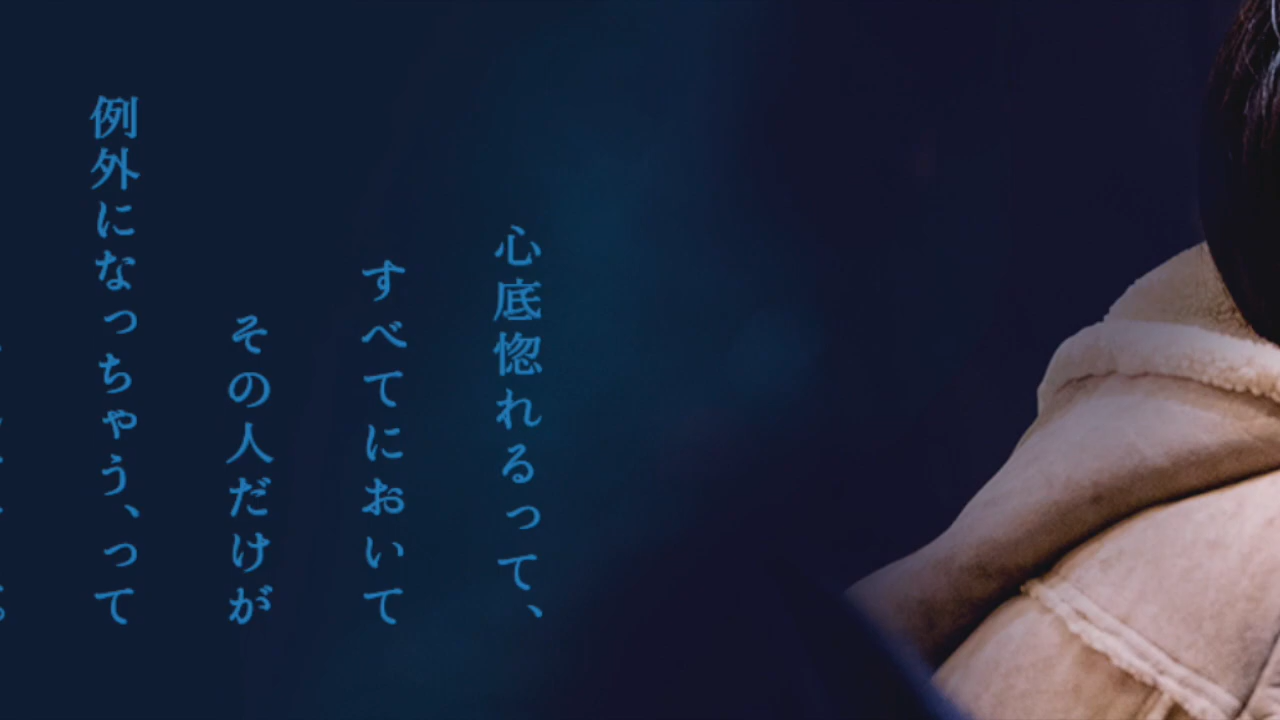 心底惚れるって、
すべてにおいて
その人だけが
例外になっちゃう、って